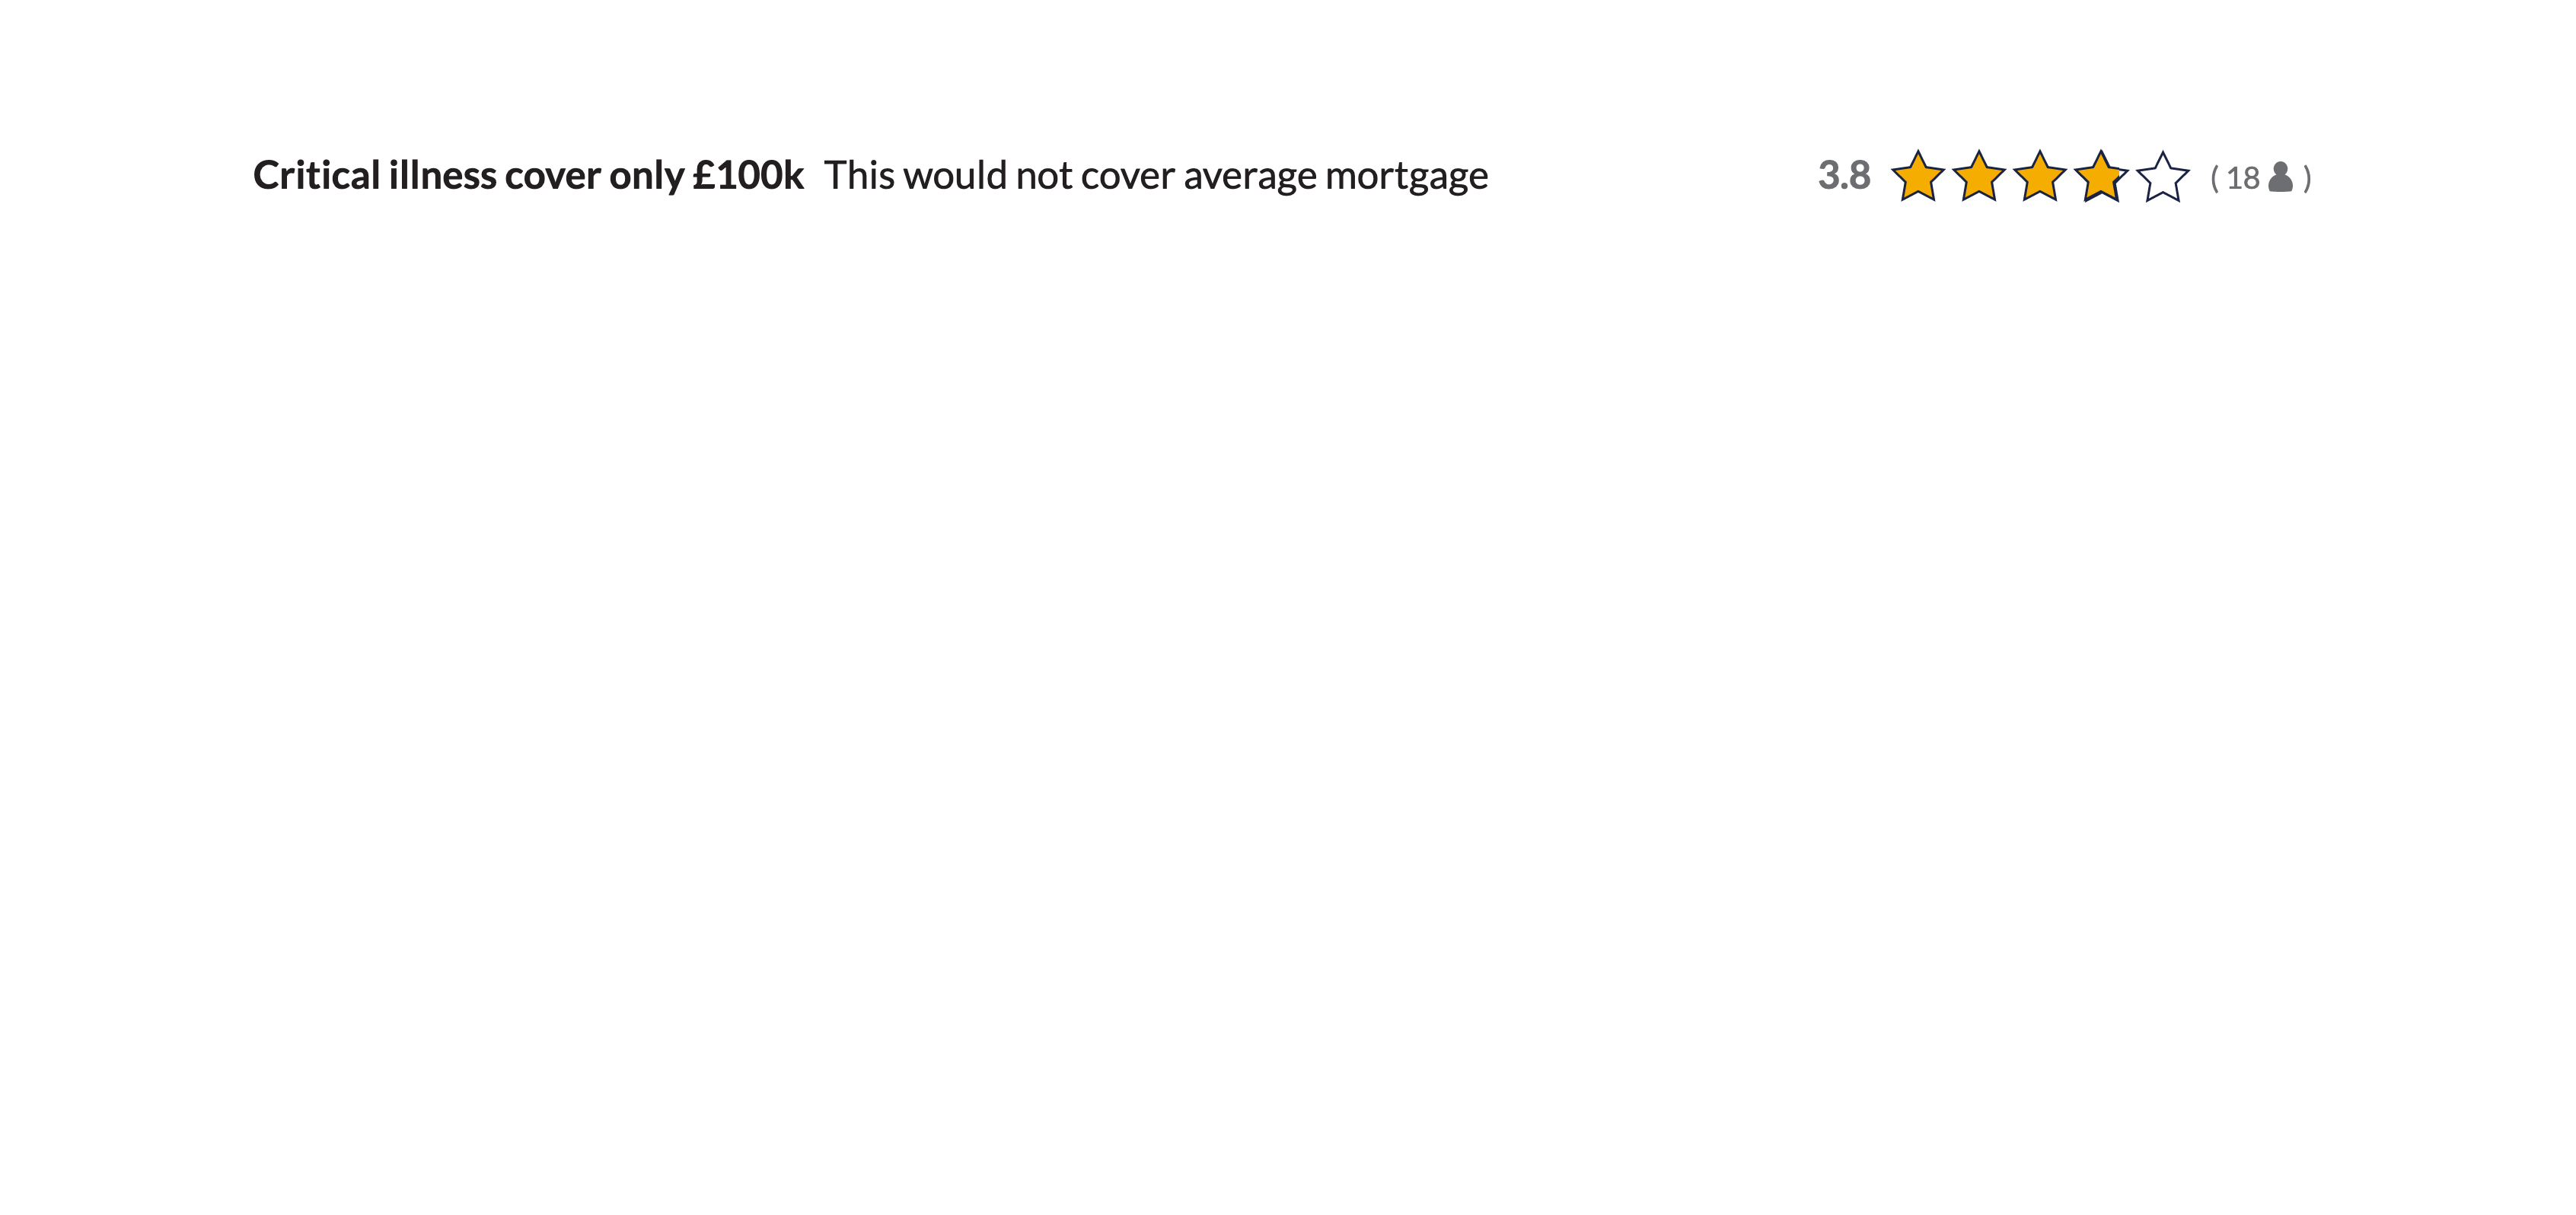 Critical illness cover only £100k This would not cover average mortgage 3.8 ( 18 )